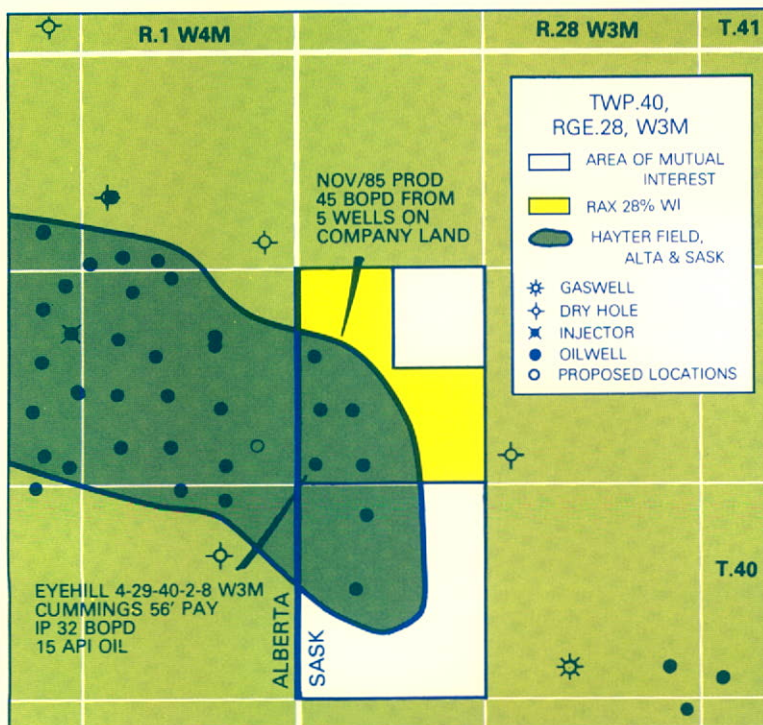 R.1 W4M
R.28 W3M
T.41
TWP.40,
RGE.28, W3M
AREA OF MUTUAL
INTEREST
RAX 28% WI
HAYTER FIELD,
ALTA & SASK
GASWELL
DRY HOLE
INJECTOR
OILWELL
PROPOSED LOCATIONS
NOV/85 PROD
45 BOPD FROM
5 WELLS ON
COMPANY LAND
EYEHILL 4-29-40-2-8 W3M
CUMMINGS 56' PAY
IP 32 BOPD
15 API OIL
ALBERTA
SASK
T.40